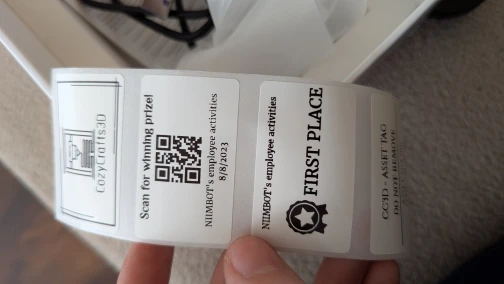 CozyCrafts3D
Scan for winning prize!
NIIMBOT's employee activities
8/8/2023
NIIMBOT's employee activities
FIRST PLACE
CC3D - ASSET TAG
DO NOT REMOVE